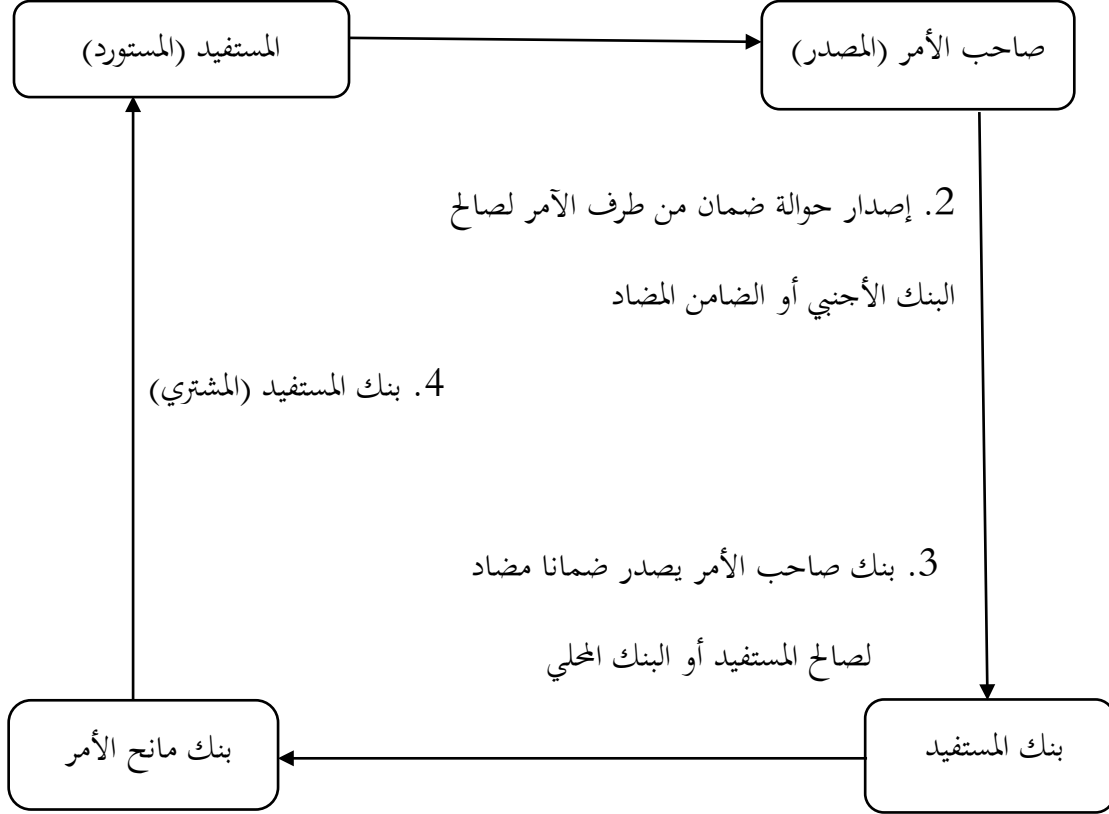 صاحب الأمر (المصدر)
المستفيد (المستورد)
2. إصدار حوالة ضمان من طرف الآمر لصالح
البنك الأجنبي أو الضامن المضاد
4. بنك المستفيد (المشتري)
3. بنك صاحب الأمر يصدر ضمانا مضاد
لصالح المستفيد أو البنك المحلي
بنك المستفيد
بنك مانح الأمر